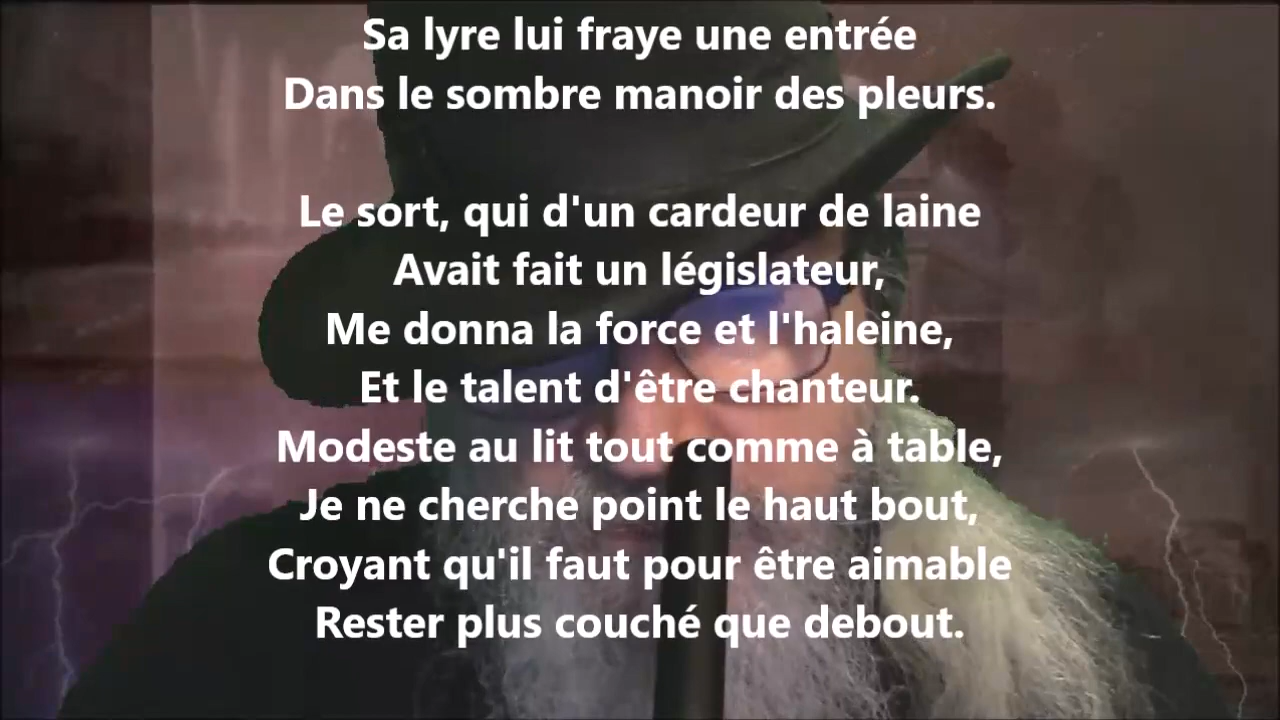 Sa lyre lui fraye une entrée
Dans le sombre manoir des pleurs.
Le sort, qui d'un cardeur de laine
Avait fait un législateur,
Me donna la force et l'haleine,
Et le talent d'être chanteur.
Modeste au lit tout comme à table,
Je ne cherche point le haut bout,
Croyant qu'il faut pour être aimable
Rester plus couché que debout.